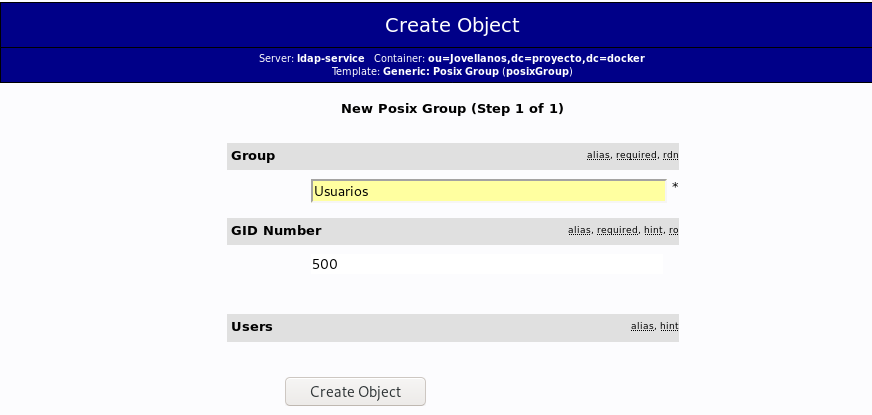 Create Object
Server: ldap-service Container: ou=Jovellanos,dc=proyecto,dc=docker
Template: Generic: Posix Group (posixGroup)
New Posix Group (Step 1 of 1)
Group alias, required, rdn
Usuarios *
GID Number alias, required, hint, ro
500
Users alias, hint
Create Object